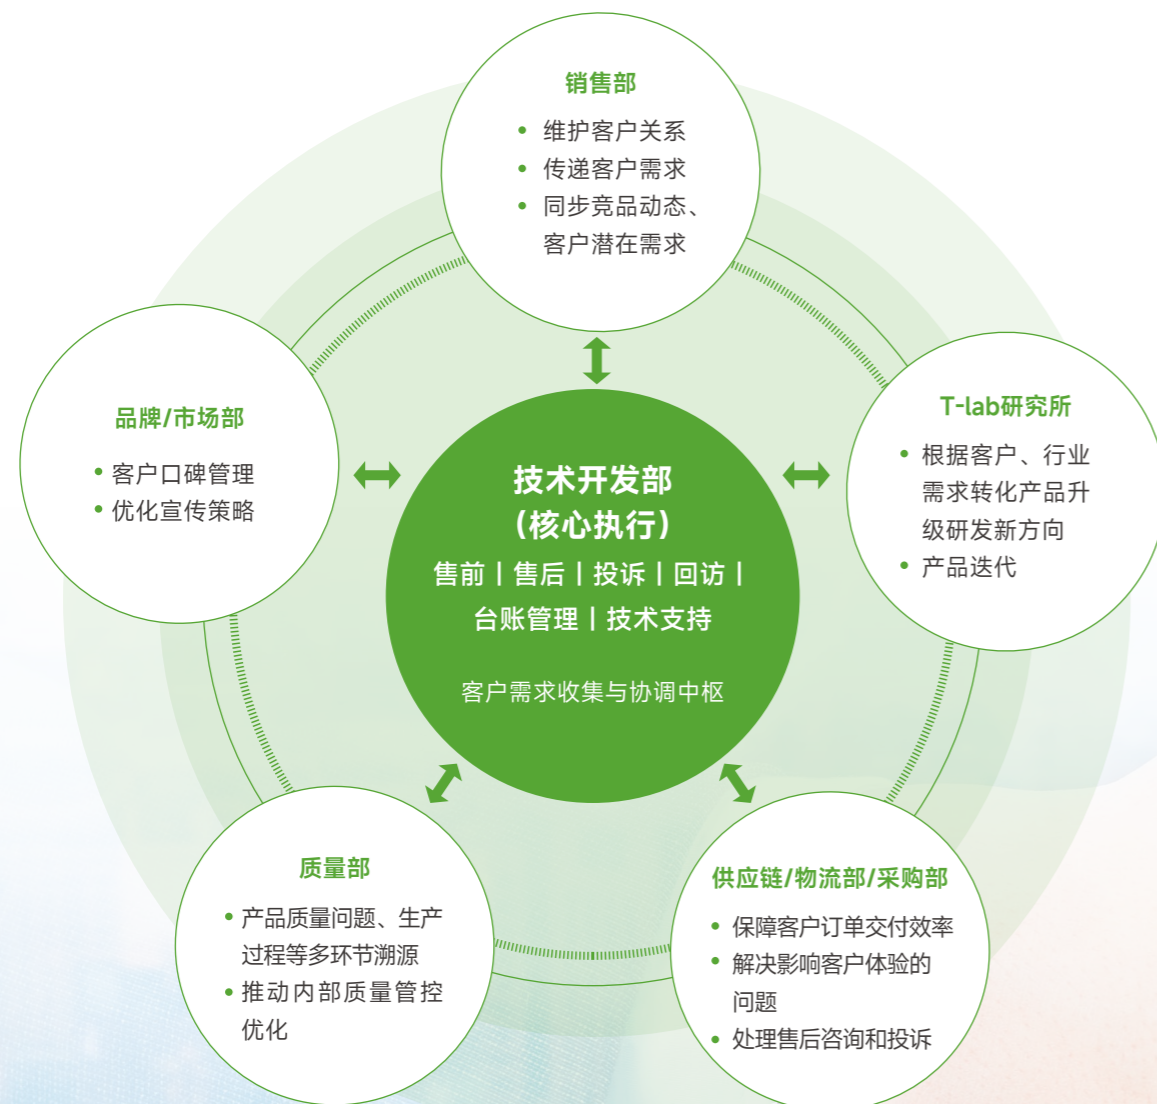 销售部
• 维护客户关系
• 传递客户需求
• 同步竞品动态、
客户潜在需求
品牌/市场部
• 客户口碑管理
• 优化宣传策略
T-lab研究所
• 根据客户、行业
需求转化产品升
级研发新方向
• 产品迭代
技术开发部
(核心执行)
售前丨售后丨投诉丨回访丨
台账管理丨技术支持
客户需求收集与协调中枢
质量部
• 产品质量问题、生产
过程等多环节溯源
• 推动内部质量管控
优化
供应链/物流部/采购部
• 保障客户订单交付效率
• 解决影响客户体验的
问题
• 处理售后咨询和投诉